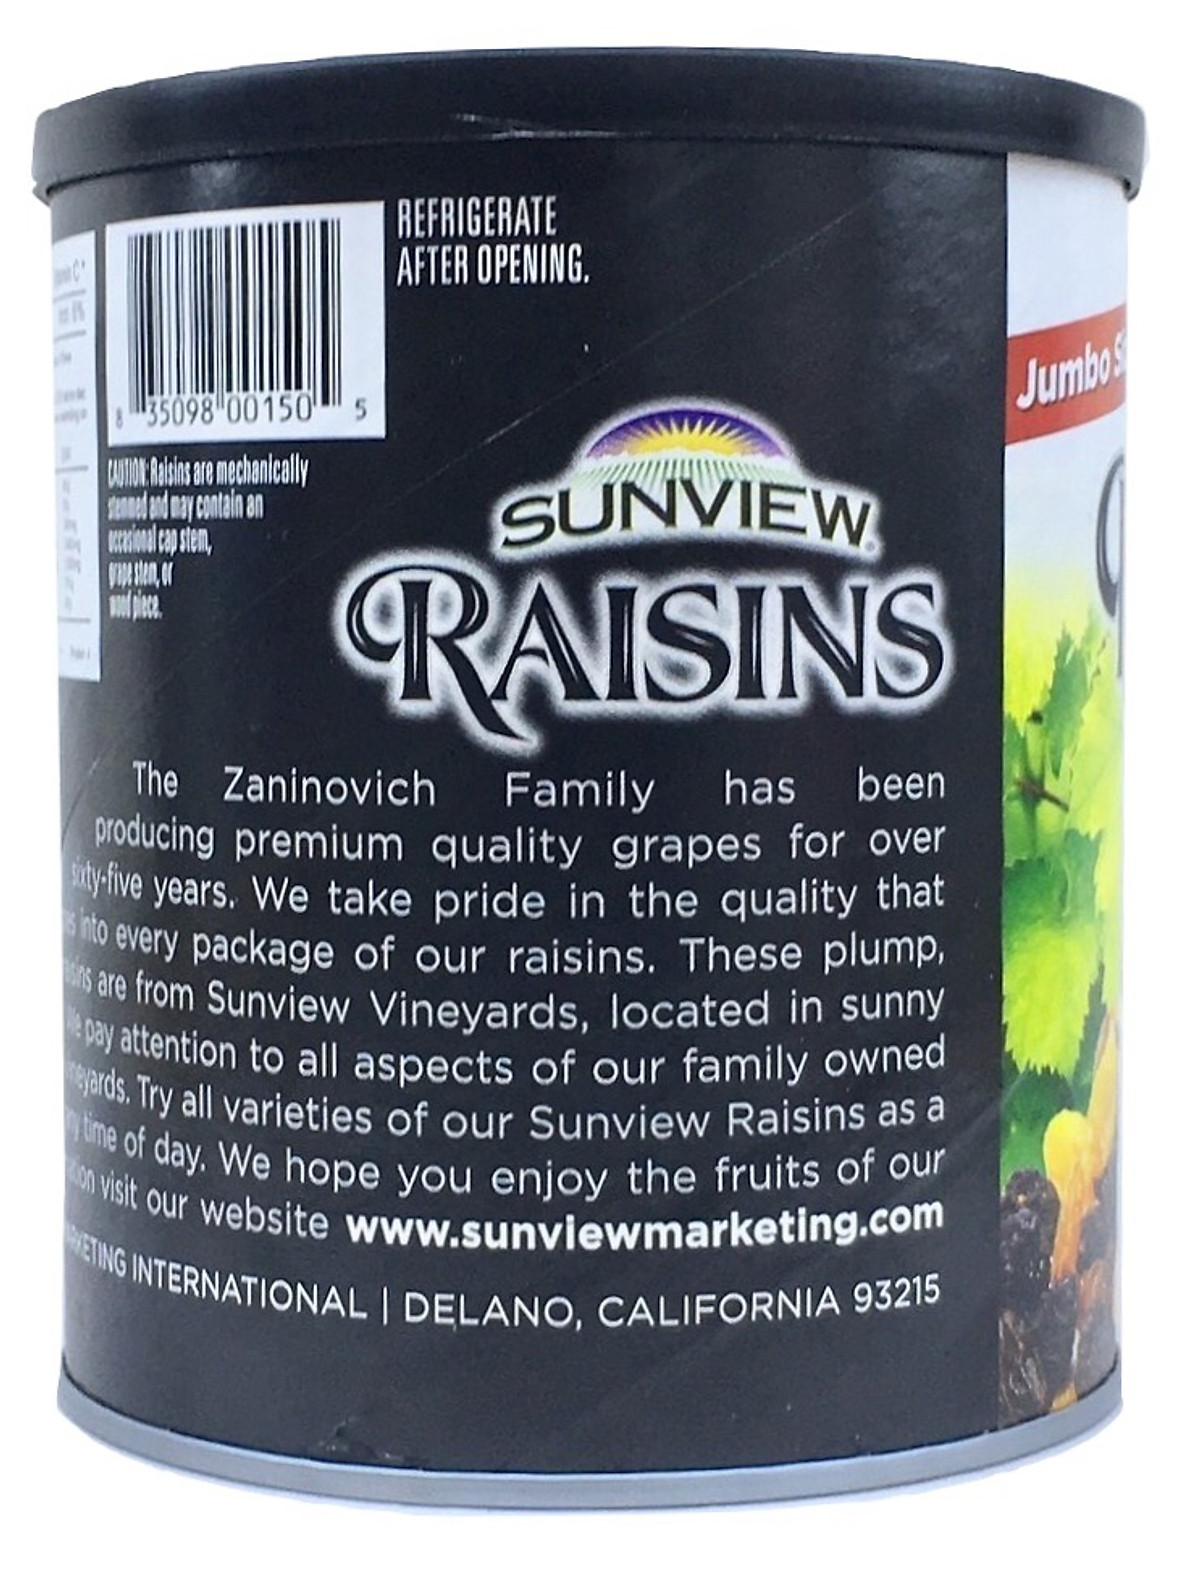 REFRIGERATE
AFTER OPENING.
8 35098 00150 5
CAUTION: Raisins are mechanically
stemmed and may contain an
occasional cap stem,
grape stem, or
wood piece.
Jumbo
SUNVIEW
RAISINS
The Zaninovich Family has been
producing premium quality grapes for over
sixty-five years. We take pride in the quality that
into every package of our raisins. These plump,
are from Sunview Vineyards, located in sunny
pay attention to all aspects of our family owned
Try all varieties of our Sunview Raisins as a
time of day. We hope you enjoy the fruits of our
visit our website www.sunviewmarketing.com
INTERNATIONAL | DELANO, CALIFORNIA 93215